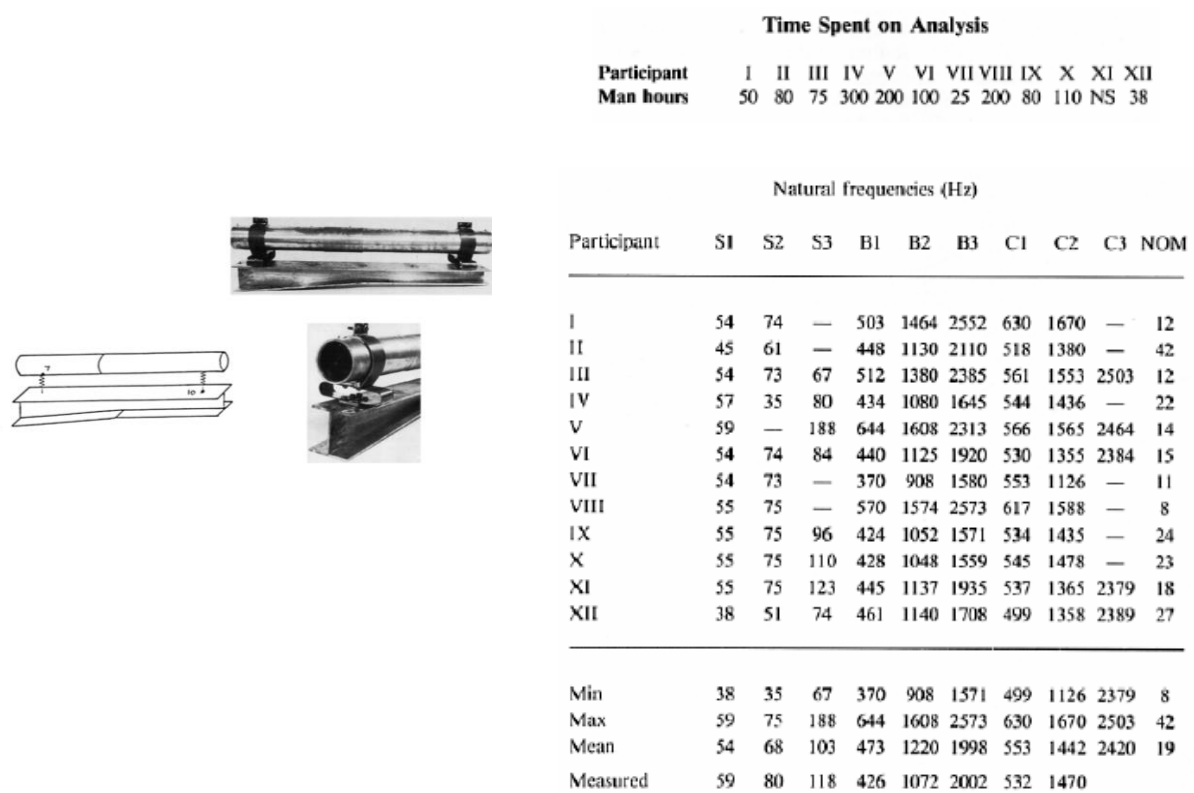 Time Spent on Analysis
Participant I II III IV V VI VII VIII IX X XI XII
Man hours 50 80 75 300 200 100 25 200 80 110 NS 38
Natural frequencies (Hz)
Participant S1 S2 S3 B1 B2 B3 C1 C2 C3 NOM
I 54 74 — 503 1464 2552 630 1670 — 12
II 45 61 — 448 1130 2110 518 1380 — 42
III 54 73 67 512 1380 2385 561 1553 2503 12
IV 57 35 80 434 1080 1645 544 1436 — 22
V 59 — 188 644 1608 2313 566 1565 2464 14
VI 54 74 84 440 1125 1920 530 1355 2384 15
VII 54 73 — 370 908 1580 553 1126 — 11
VIII 55 75 — 570 1574 2573 617 1588 — 8
IX 55 75 96 424 1052 1571 534 1435 — 24
X 55 75 110 428 1048 1559 545 1478 — 23
XI 55 75 123 445 1137 1935 537 1365 2379 18
XII 38 51 74 461 1140 1708 499 1358 2389 27
Min 38 35 67 370 908 1571 499 1126 2379 8
Max 59 75 188 644 1608 2573 630 1670 2503 42
Mean 54 68 103 473 1220 1998 553 1442 2420 19
Measured 59 80 118 426 1072 2002 532 1470
7
10